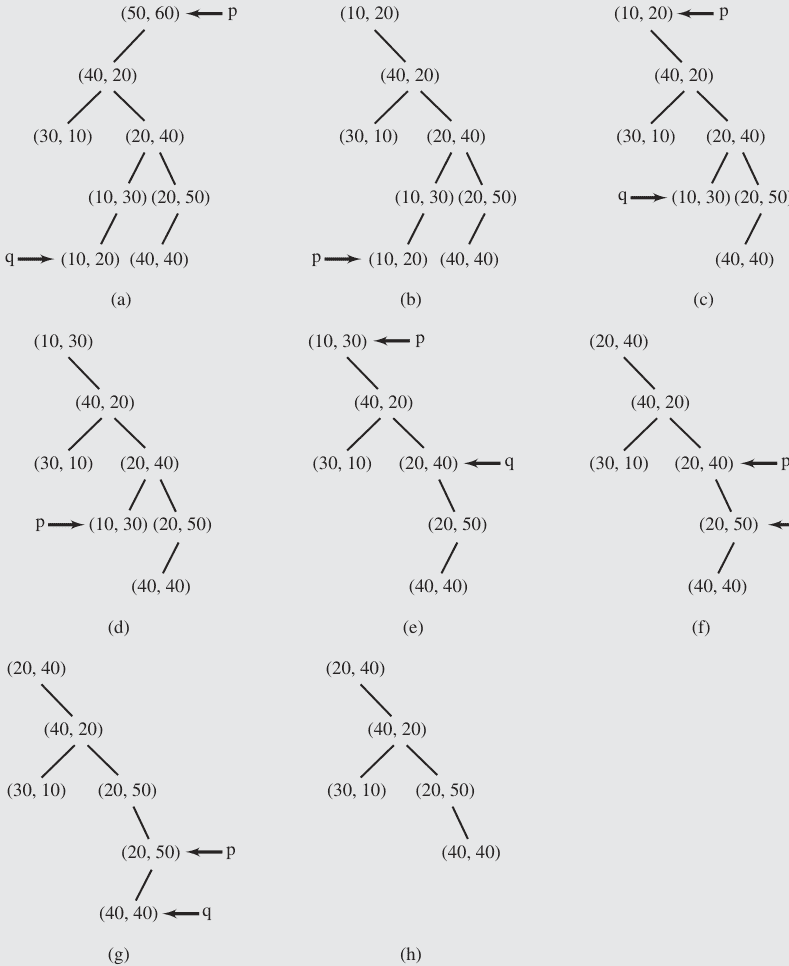 (50, 60) p (10, 20) (10, 20) p
(40, 20) (40, 20) (40, 20)
(30, 10) (20, 40) (30, 10) (20, 40) (30, 10) (20, 40)
(10, 30) (20, 50) (10, 30) (20, 50) q (10, 30) (20, 50)
q (10, 20) (40, 40) p (10, 20) (40, 40) (40, 40)
(a) (b) (c)
(10, 30) (10, 30) p (20, 40)
(40, 20) (40, 20) (40, 20)
(30, 10) (20, 40) (30, 10) (20, 40) q (30, 10) (20, 40) p
p (10, 30) (20, 50) (20, 50) (20, 50)
(40, 40) (40, 40) (40, 40)
(d) (e) (f)
(20, 40) (20, 40)
(40, 20) (40, 20)
(30, 10) (20, 50) (30, 10) (20, 50)
(20, 50) p (40, 40)
(40, 40) q
(g) (h)